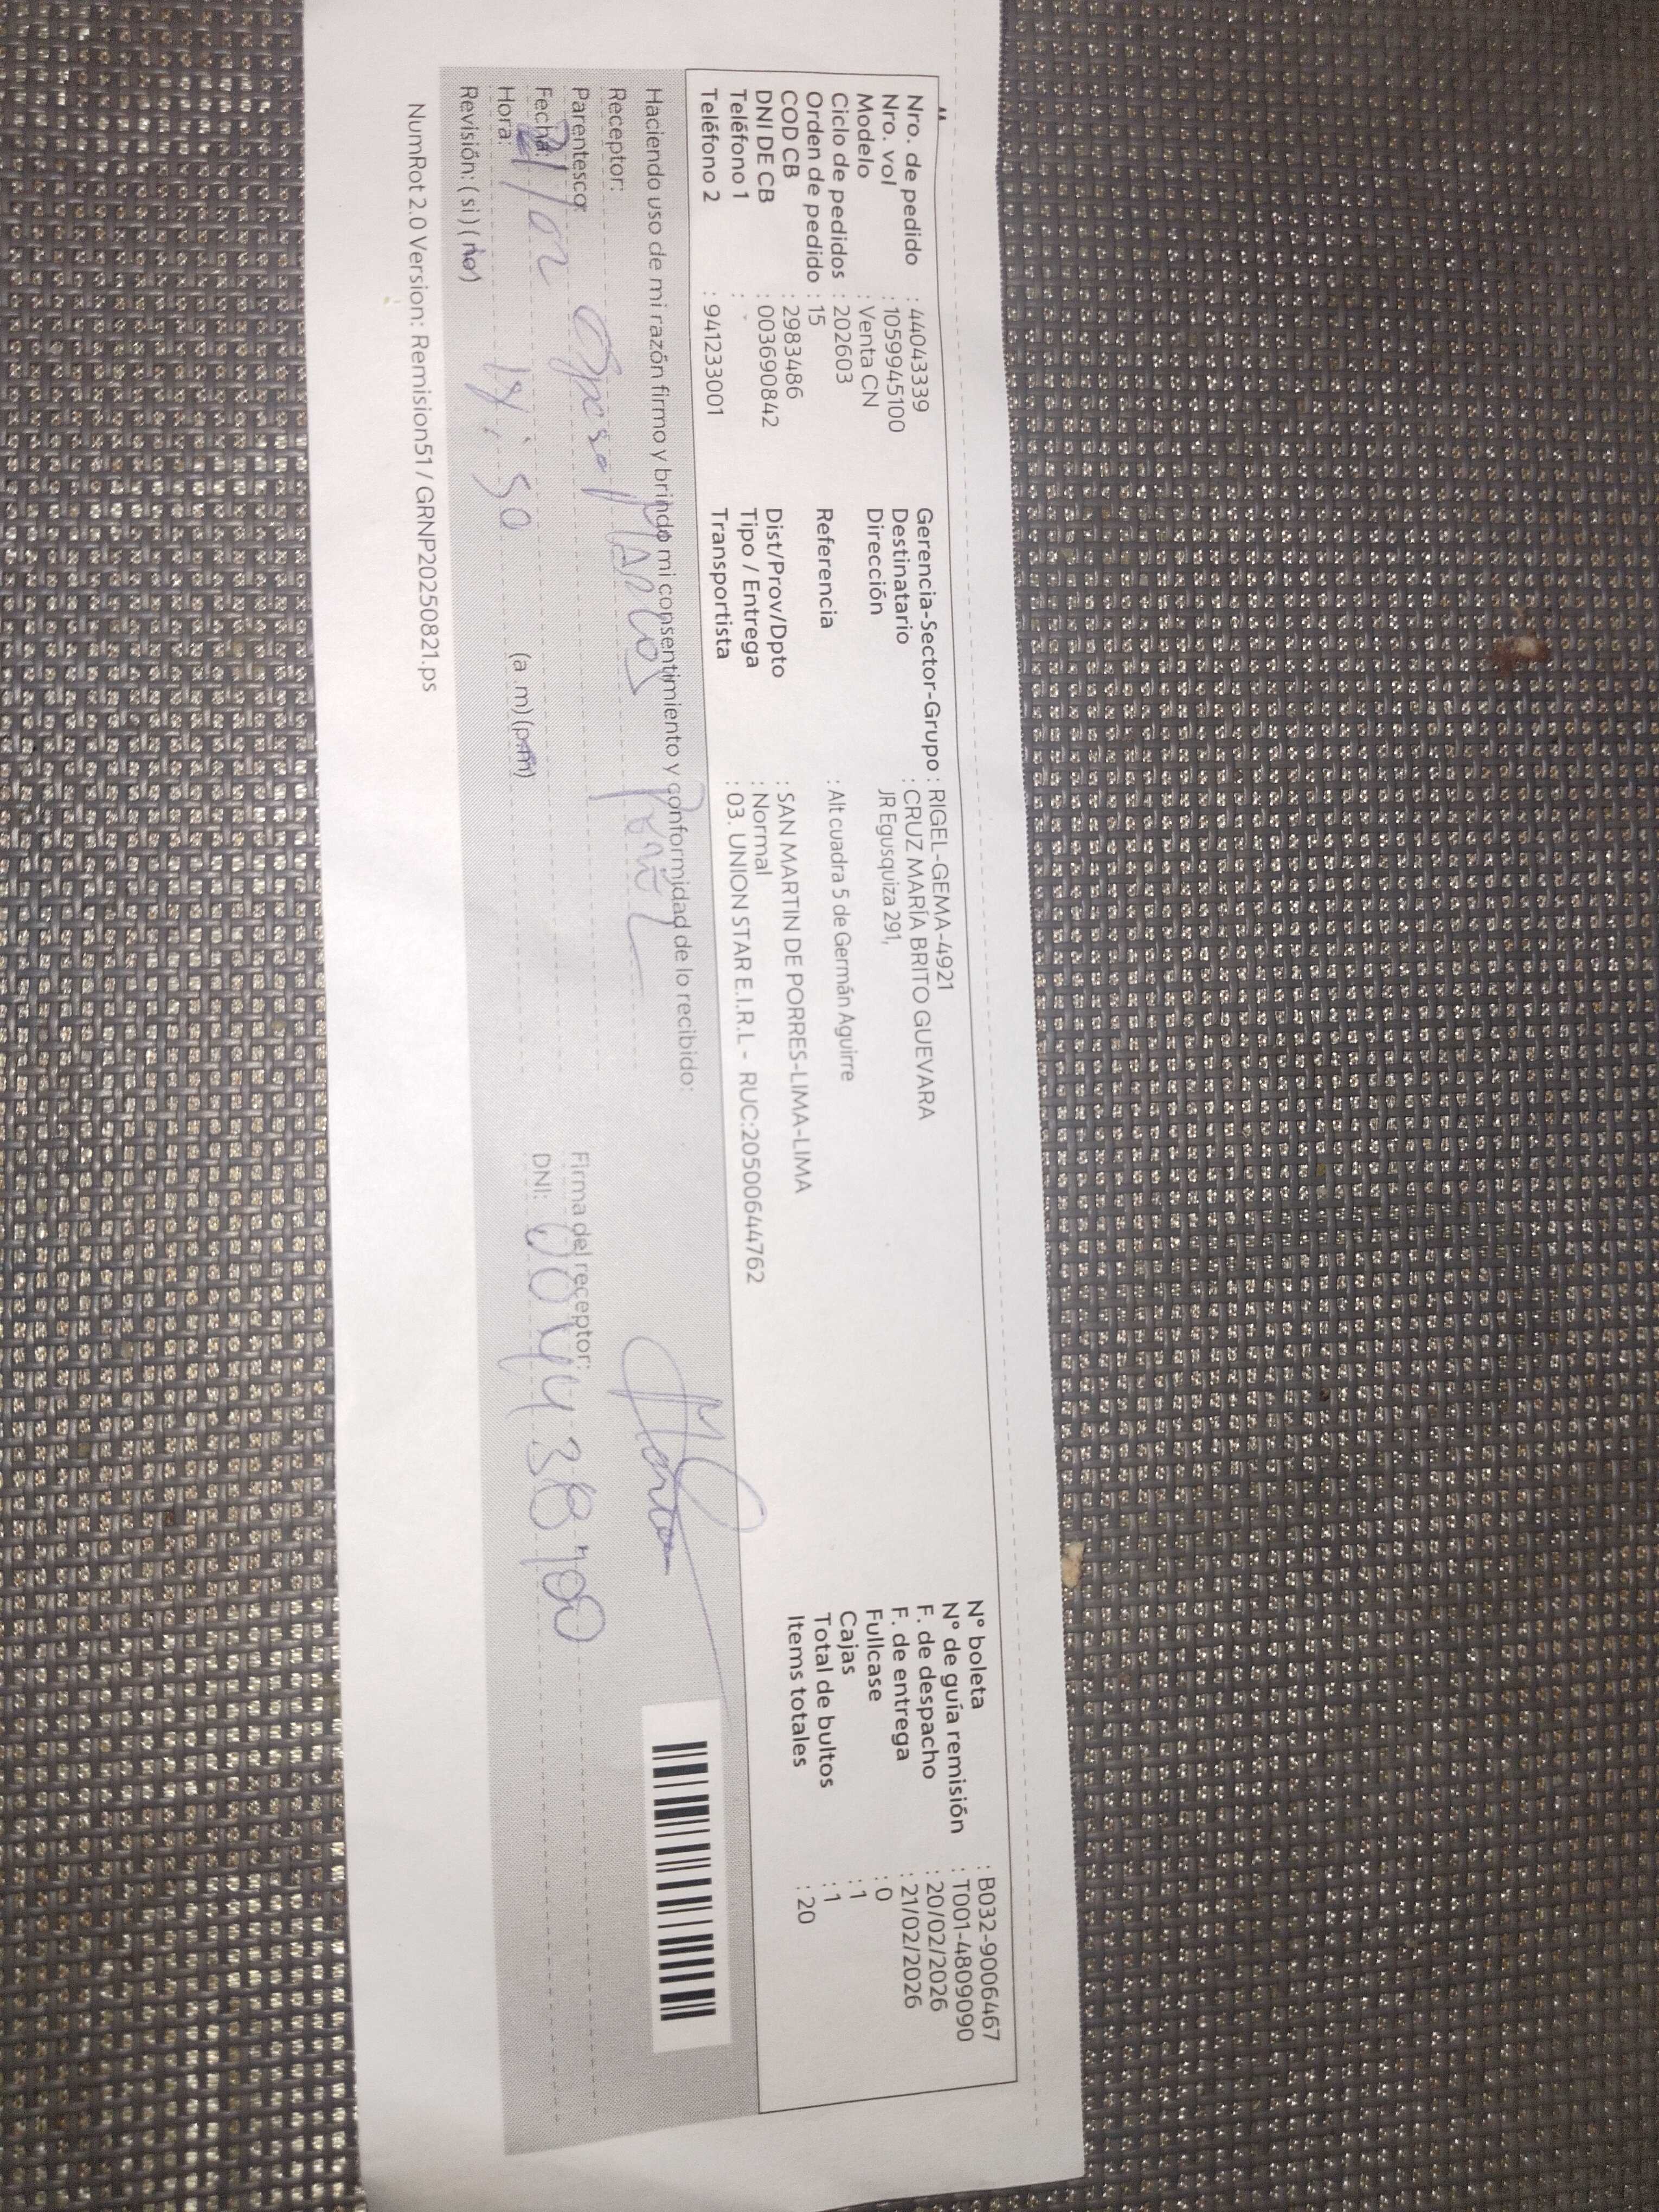 Nro. de pedido : 44043339
Nro. vol : 1059945100
Modelo : Venta CN
Ciclo de pedidos : 202603
Orden de pedido : 15
COD CB : 29834486
DNI DE CB : 003690842
Teléfono 1 :
Teléfono 2 : 941233001
Gerencia-Sector-Grupo : RIGEL-GEMA-4921
Destinatario : CRUZ MARÍA BRITO GUEVARA
Dirección JR Egusquiza 291,
Referencia : Alt cuadra 5 de Germán Aguirre
Dist/Prov/Dpto : SAN MARTIN DE PORRES-LIMA-LIMA
Tipo / Entrega : Normal
Transportista : 03. UNION STAR E.I.R.L - RUC:20500644762
N° boleta : B032-9006467
N° de guía remisión : T001-4809090
F. de despacho : 20/02/2026
F. de entrega : 21/02/2026
Fullcase : 0
Cajas : 1
Total de bultos : 1
Items totales : 20
Haciendo uso de mi razón firmo y brindo mi consentimiento y conformidad de lo recibido:
Receptor: MARCOS
Parentesco:
Fecha: 21/02
Hora: : 50 (a .m) (p.m)
Revisión: ( si ) ( no )
Firma del receptor:
DNI:
NumRot 2.0 Version: Remision51 / GRNP20250821.ps